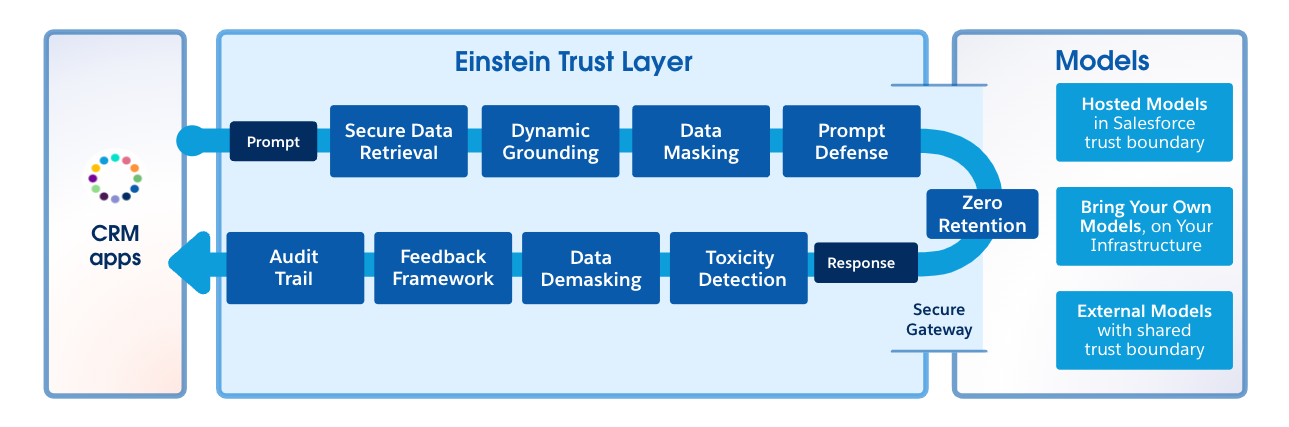 Einstein Trust Layer
Models
CRM
apps
Prompt
Secure Data
Retrieval
Dynamic
Grounding
Data
Masking
Prompt
Defense
Zero
Retention
Response
Toxicity
Detection
Data
Demasking
Feedback
Framework
Audit
Trail
Secure
Gateway
Hosted Models
in Salesforce
trust boundary
Bring Your Own
Models, on Your
Infrastructure
External Models
with shared
trust boundary